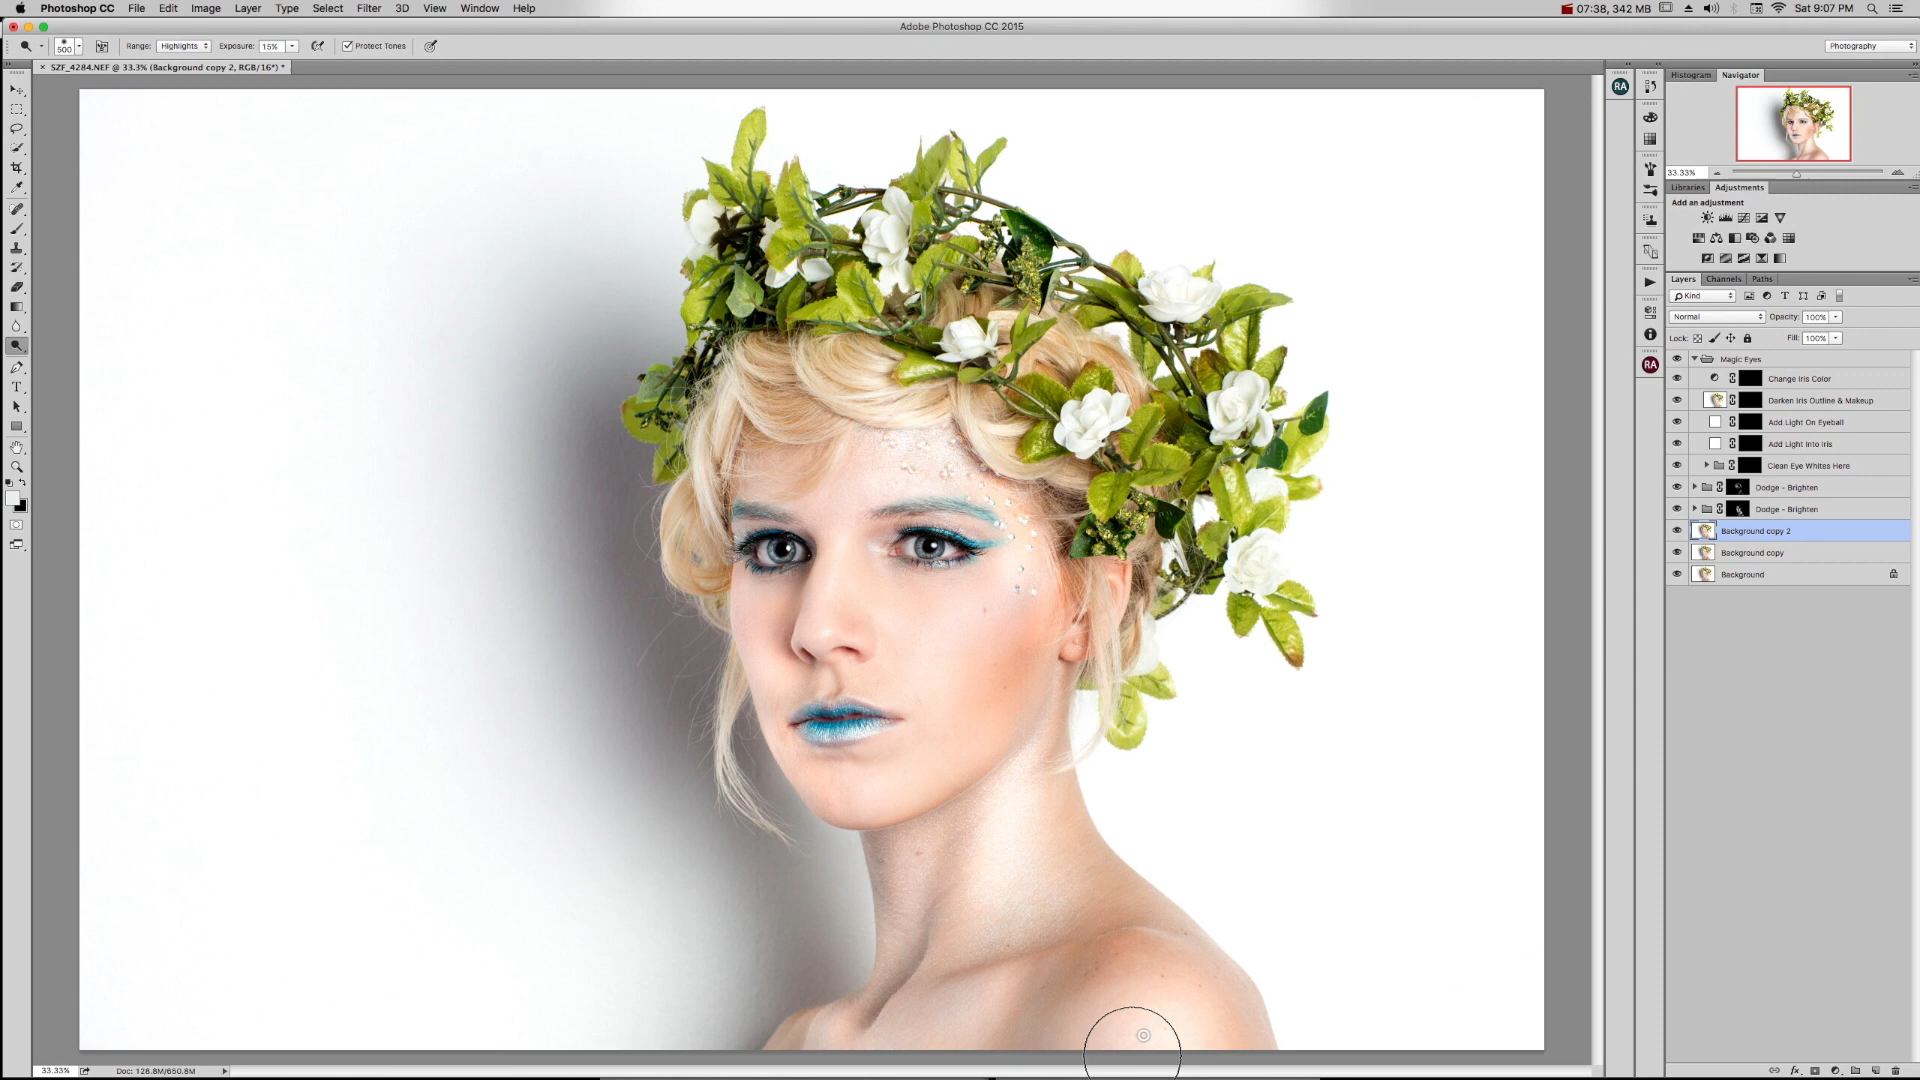 Photoshop CC File Edit Image Layer Type Select Filter 3D View Window Help 07:38, 342 MB Sat 9:07 PM
Adobe Photoshop CC 2015
500 Range: Highlights Exposure: 15% Protect Tones Photography
× SZF_4284.NEF @ 33.3% (Background copy 2, RGB/16*) *
Histogram Navigator
RA
33.33%
Libraries Adjustments
Add an adjustment
Layers Channels Paths
Kind
Normal Opacity: 100%
Lock: Fill: 100%
Magic Eyes
RA
Change Iris Color
Darken Iris Outline & Makeup
Add Light On Eyeball
Add Light Into Iris
Clean Eye Whites Here
Dodge - Brighten
Dodge - Brighten
Background copy 2
Background copy
Background
33.33% Doc: 128.8M/650.8M